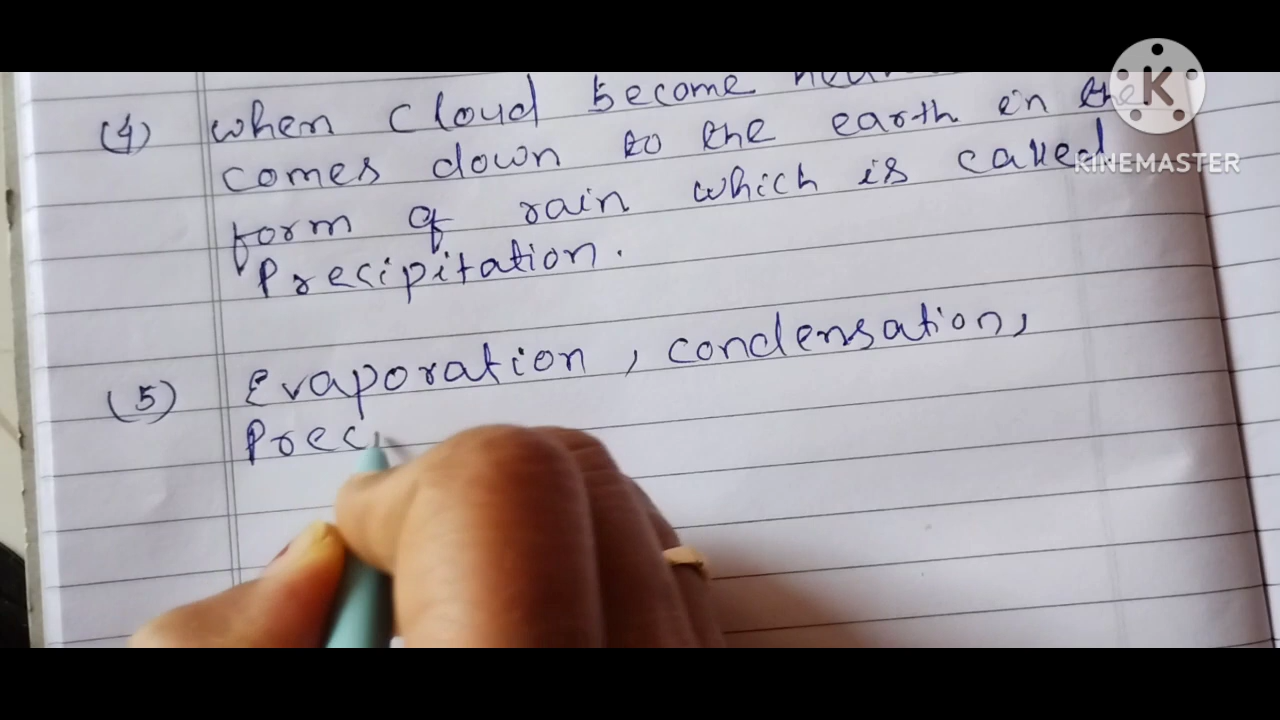 (4) when cloud become
comes down to the earth in the
form of rain which is called
Precipitation.
(5) Evaporation, condensation,
Prec
K
KINEMASTER